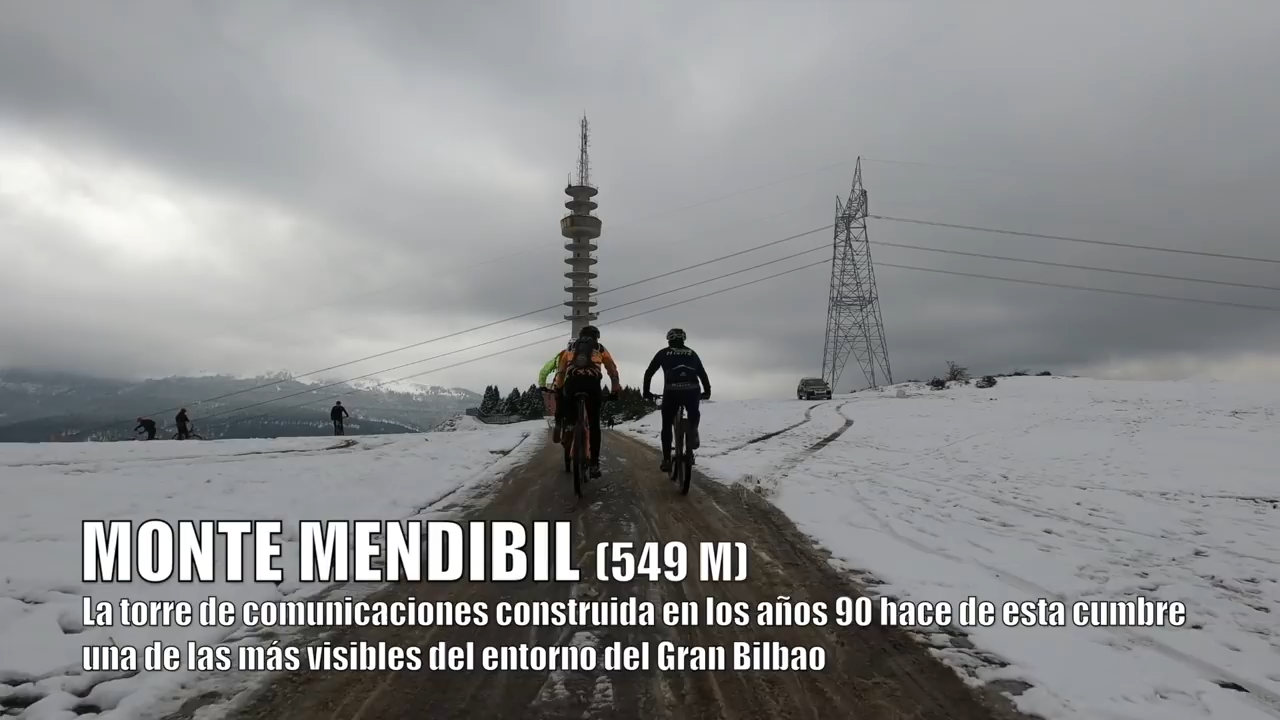 MONTE MENDIBIL (549 M)
La torre de comunicaciones construida en los años 90 hace de esta cumbre
una de las más visibles del entorno del Gran Bilbao